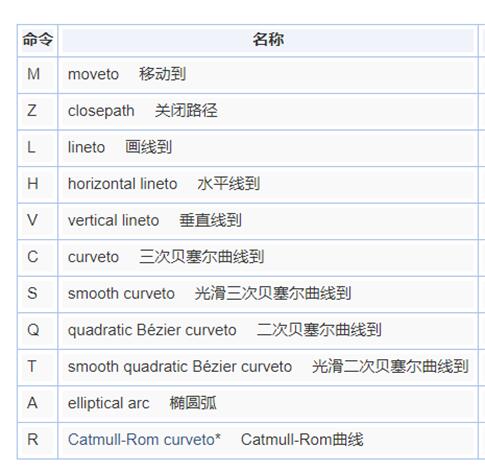 命令 名称
M moveto 移动到
Z closepath 关闭路径
L lineto 画线到
H horizontal lineto 水平线到
V vertical lineto 垂直线到
C curveto 三次贝塞尔曲线到
S smooth curveto 光滑三次贝塞尔曲线到
Q quadratic Bézier curveto 二次贝塞尔曲线到
T smooth quadratic Bézier curveto 光滑二次贝塞尔曲线到
A elliptical arc 椭圆弧
R Catmull-Rom curveto* Catmull-Rom曲线